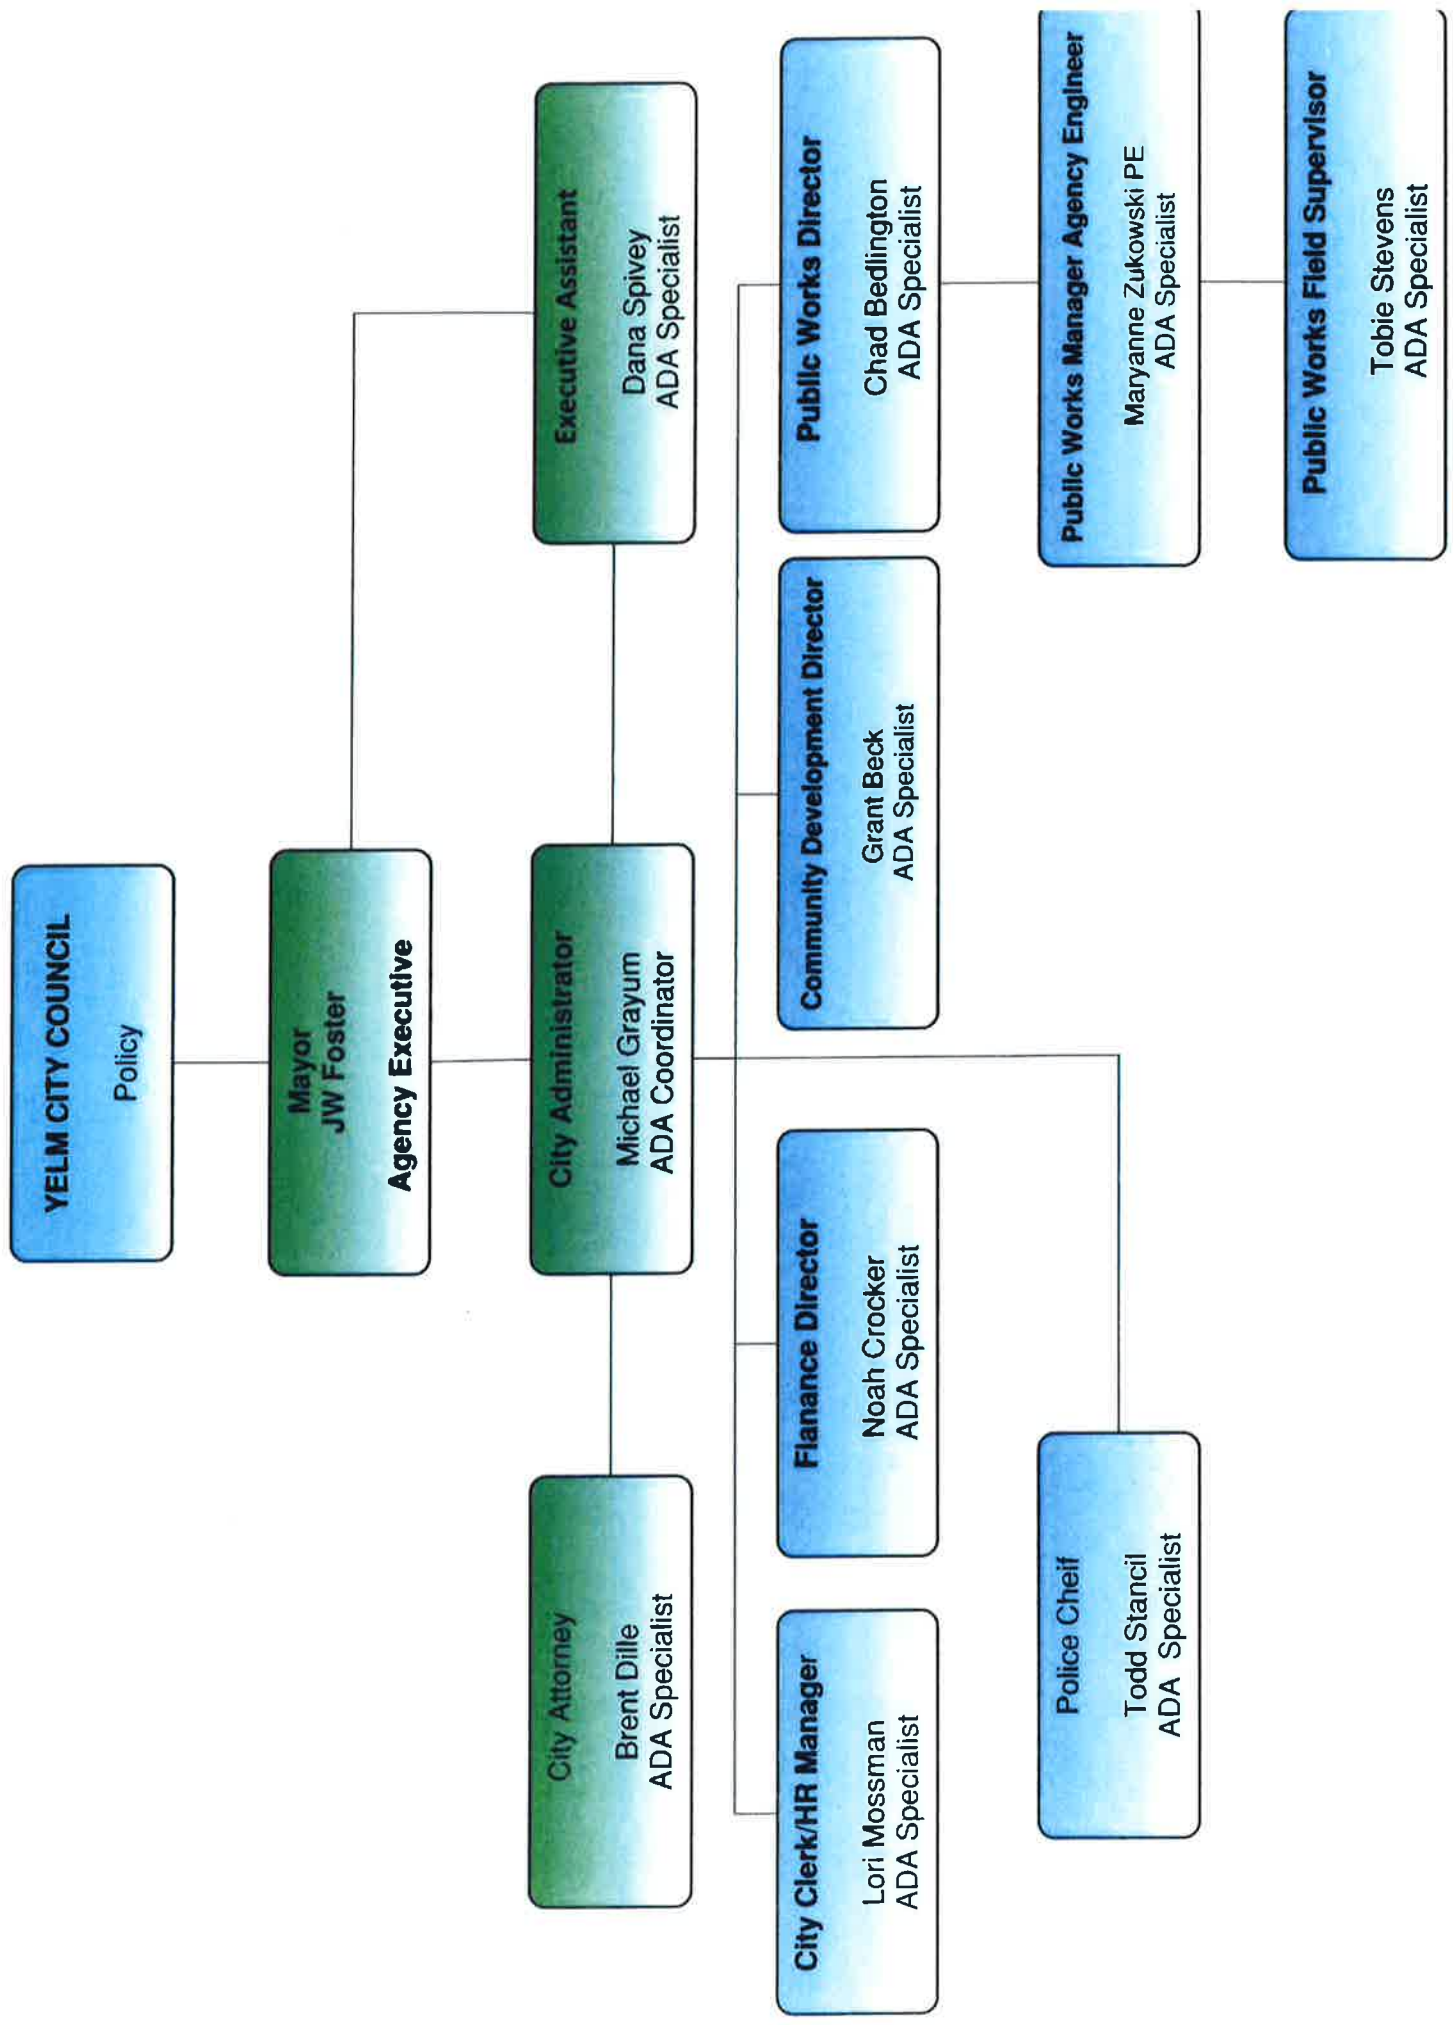 YELM CITY COUNCIL
Policy
Mayor
JW Foster
Agency Executive
City Attorney
Brent Dille
ADA Specialist
City Administrator
Michael Grayum
ADA Coordinator
Executive Assistant
Dana Spivey
ADA Specialist
City Clerk/HR Manager
Lori Mossman
ADA Specialist
FIanance Director
Noah Crocker
ADA Specialist
Community Development Director
Grant Beck
ADA Specialist
Public Works Director
Chad Bedlington
ADA Specialist
Police Cheif
Todd Stancil
ADA Specialist
Public Works Manager Agency Engineer
Maryanne Zukowski PE
ADA Specialist
Public Works Field Supervisor
Tobie Stevens
ADA Specialist